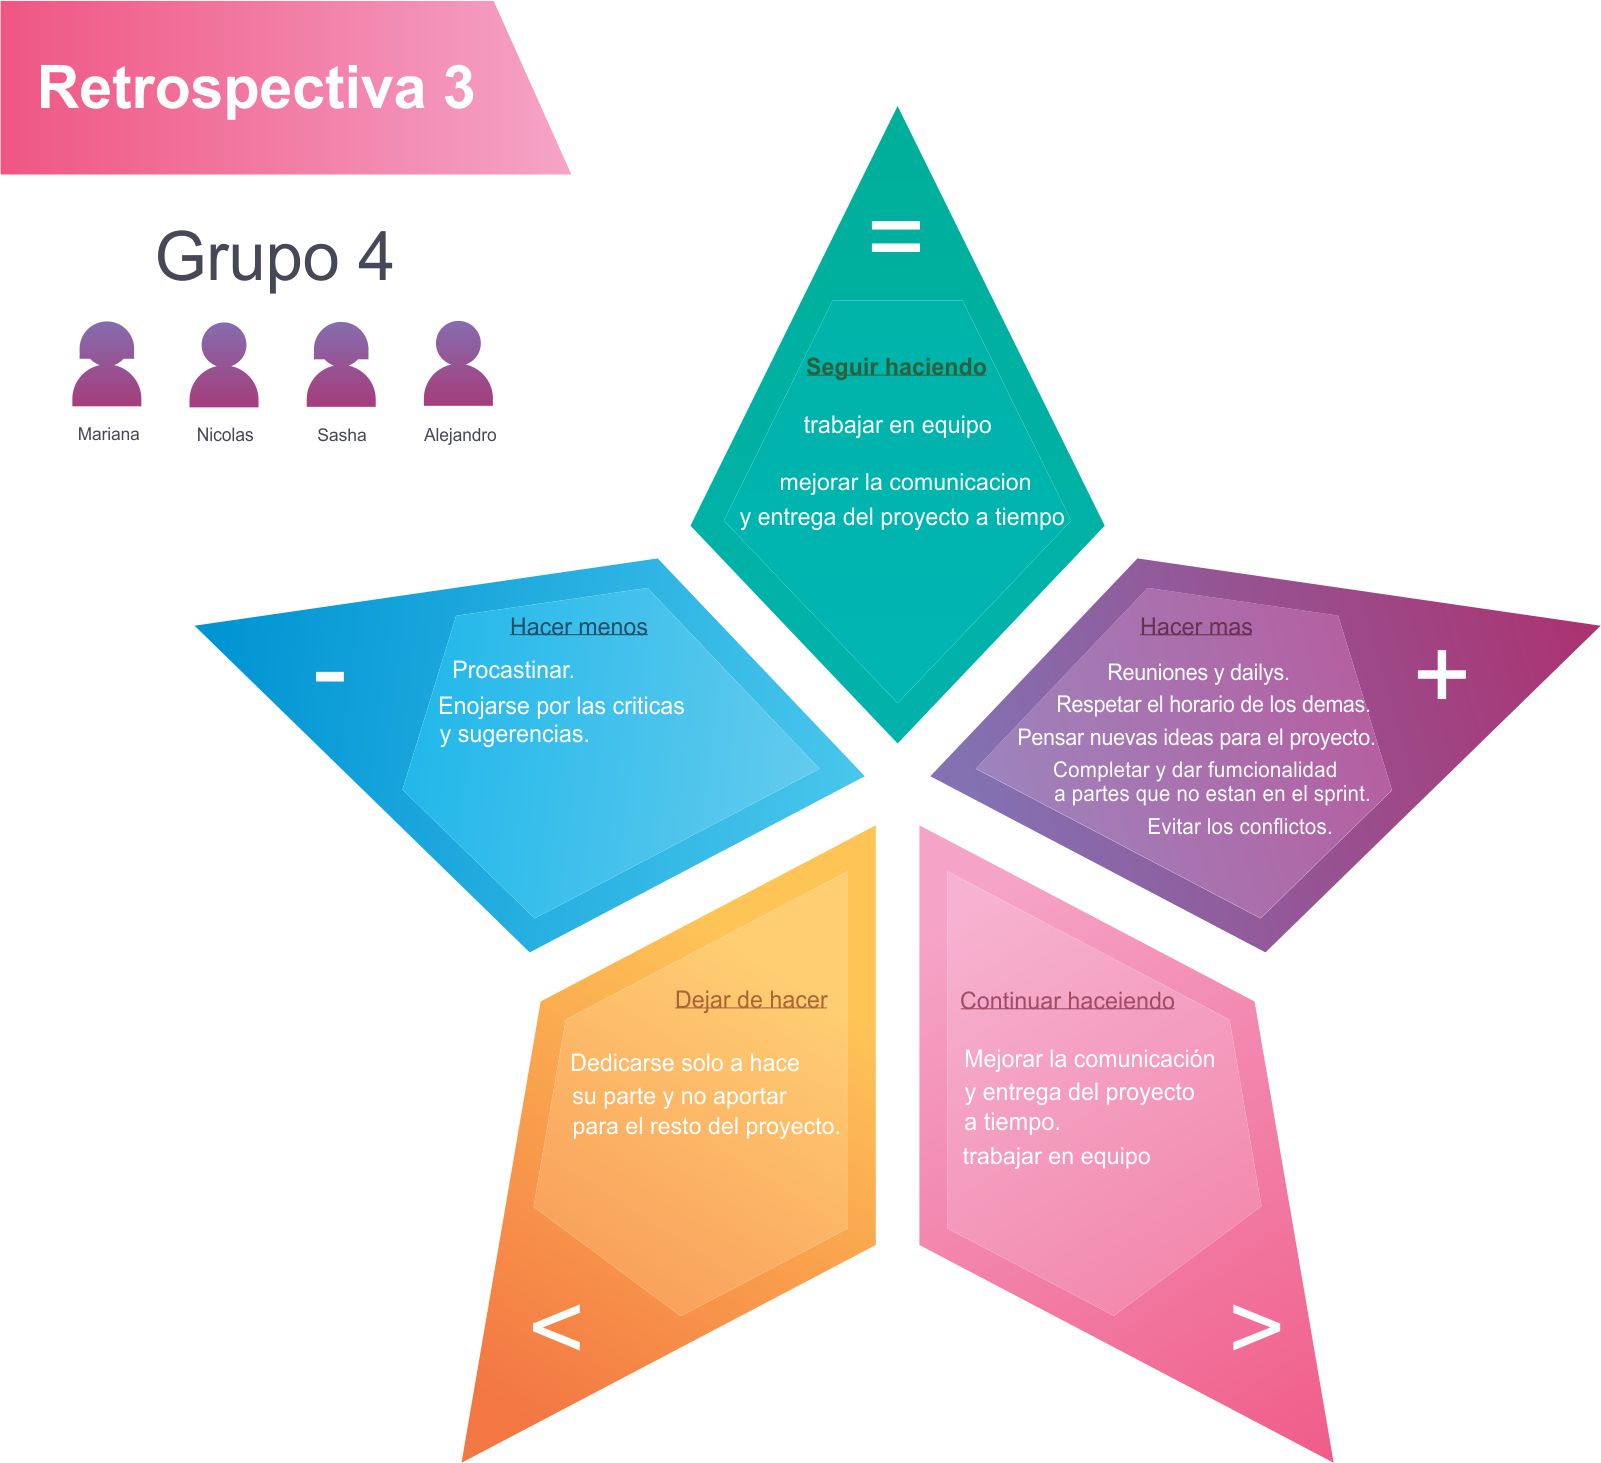 Retrospectiva 3
Grupo 4
Mariana
Nicolas
Sasha
Alejandro
=
Seguir haciendo
trabajar en equipo
mejorar la comunicacion
y entrega del proyecto a tiempo
-
Hacer menos
Procastinar.
Enojarse por las criticas
y sugerencias.
+
Hacer mas
Reuniones y dailys.
Respetar el horario de los demas.
Pensar nuevas ideas para el proyecto.
Completar y dar fumcionalidad
a partes que no estan en el sprint.
Evitar los conflictos.
Dejar de hacer
Dedicarse solo a hace
su parte y no aportar
para el resto del proyecto.
<
Continuar haceiendo
Mejorar la comunicación
y entrega del proyecto
a tiempo.
trabajar en equipo
>